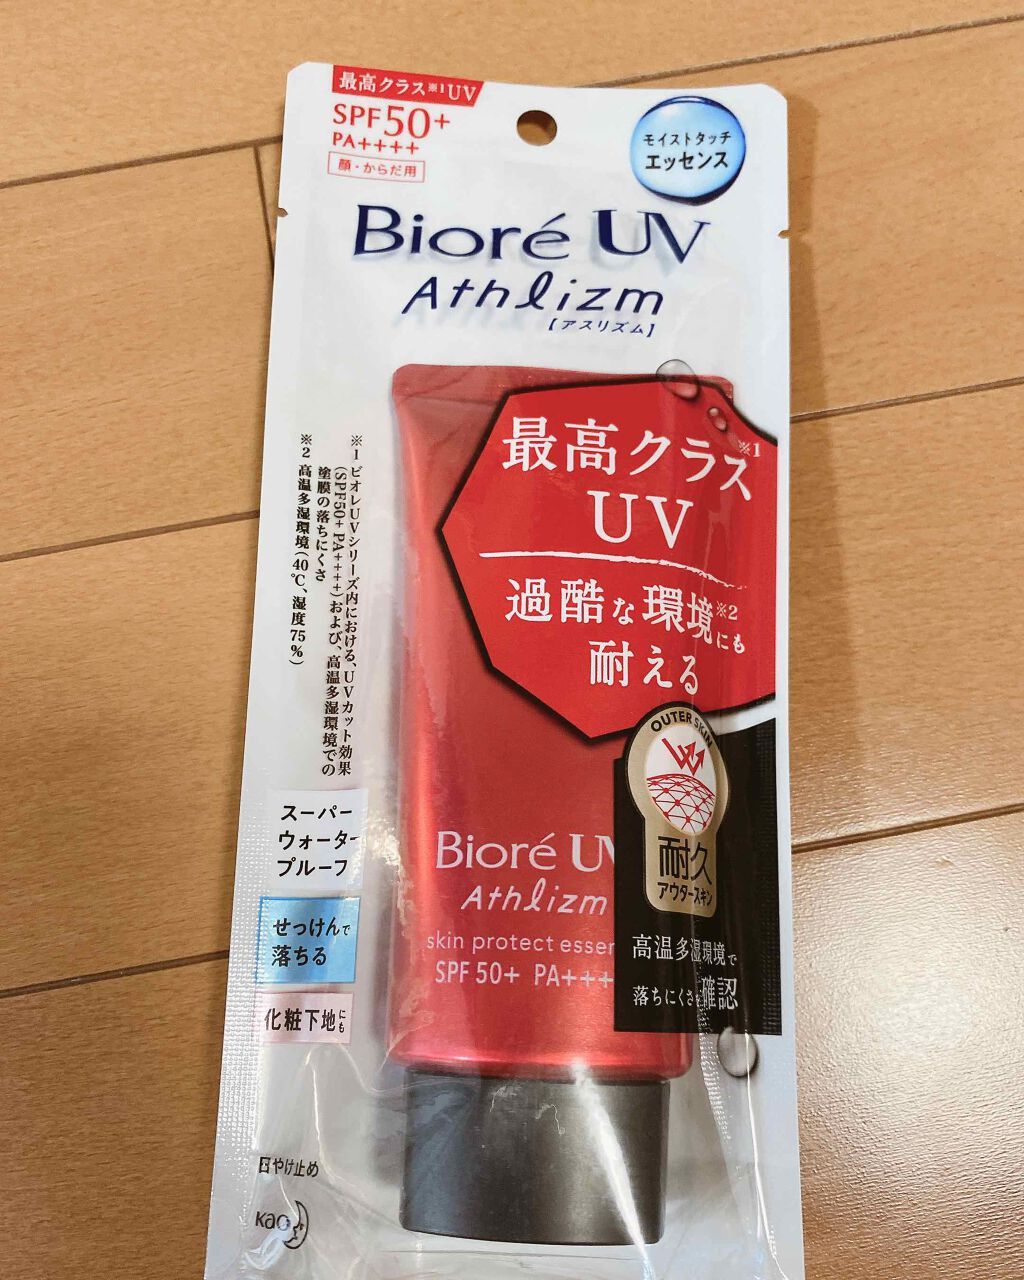 最高クラス※1UV
SPF50+
PA++++
顔・からだ用
モイストタッチ
エッセンス
Bioré UV
Athlizm
【アスリズム】
最高クラス※1
UV
過酷な環境※2にも
耐える
※1 ビオレUVシリーズ内における、UVカット効果
(SPF50+ PA++++)および、高温多湿環境での
塗膜の落ちにくさ
※2 高温多湿環境(40℃、湿度75%)
OUTER SKIN
耐久
アウタースキン
高温多湿環境で
落ちにくさを確認
スーパー
ウォーター
プルーフ
せっけんで
落ちる
化粧下地にも
Bioré UV
Athlizm
skin protect essen
SPF 50+ PA+++
日やけ止め
Kao